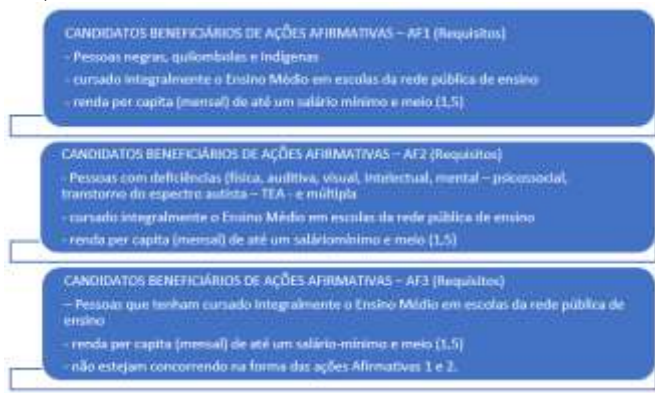 CANDIDATOS BENEFICIÁRIOS DE AÇÕES AFIRMATIVAS – AF1 (Requisitos)
- Pessoas negras, quilombolas e Indígenas
- cursado integralmente o Ensino Médio em escolas da rede pública de ensino
- renda per capita (mensal) de até um salário mínimo e meio (1,5)
CANDIDATOS BENEFICIÁRIOS DE AÇÕES AFIRMATIVAS – AF2 (Requisitos)
- Pessoas com deficiências (física, auditiva, visual, intelectual, mental – psicossocial,
transtorno do espectro autista – TEA - e múltipla
- cursado integralmente o Ensino Médio em escolas da rede pública de ensino
- renda per capita (mensal) de até um saláriomínimo e meio (1,5)
CANDIDATOS BENEFICIÁRIOS DE AÇÕES AFIRMATIVAS – AF3 (Requisitos)
– Pessoas que tenham cursado Integralmente o Ensino Médio em escolas da rede pública de
ensino
- renda per capita (mensal) de até um salário-mínimo e meio (1,5)
- não estejam concorrendo na forma das ações Afirmativas 1 e 2.